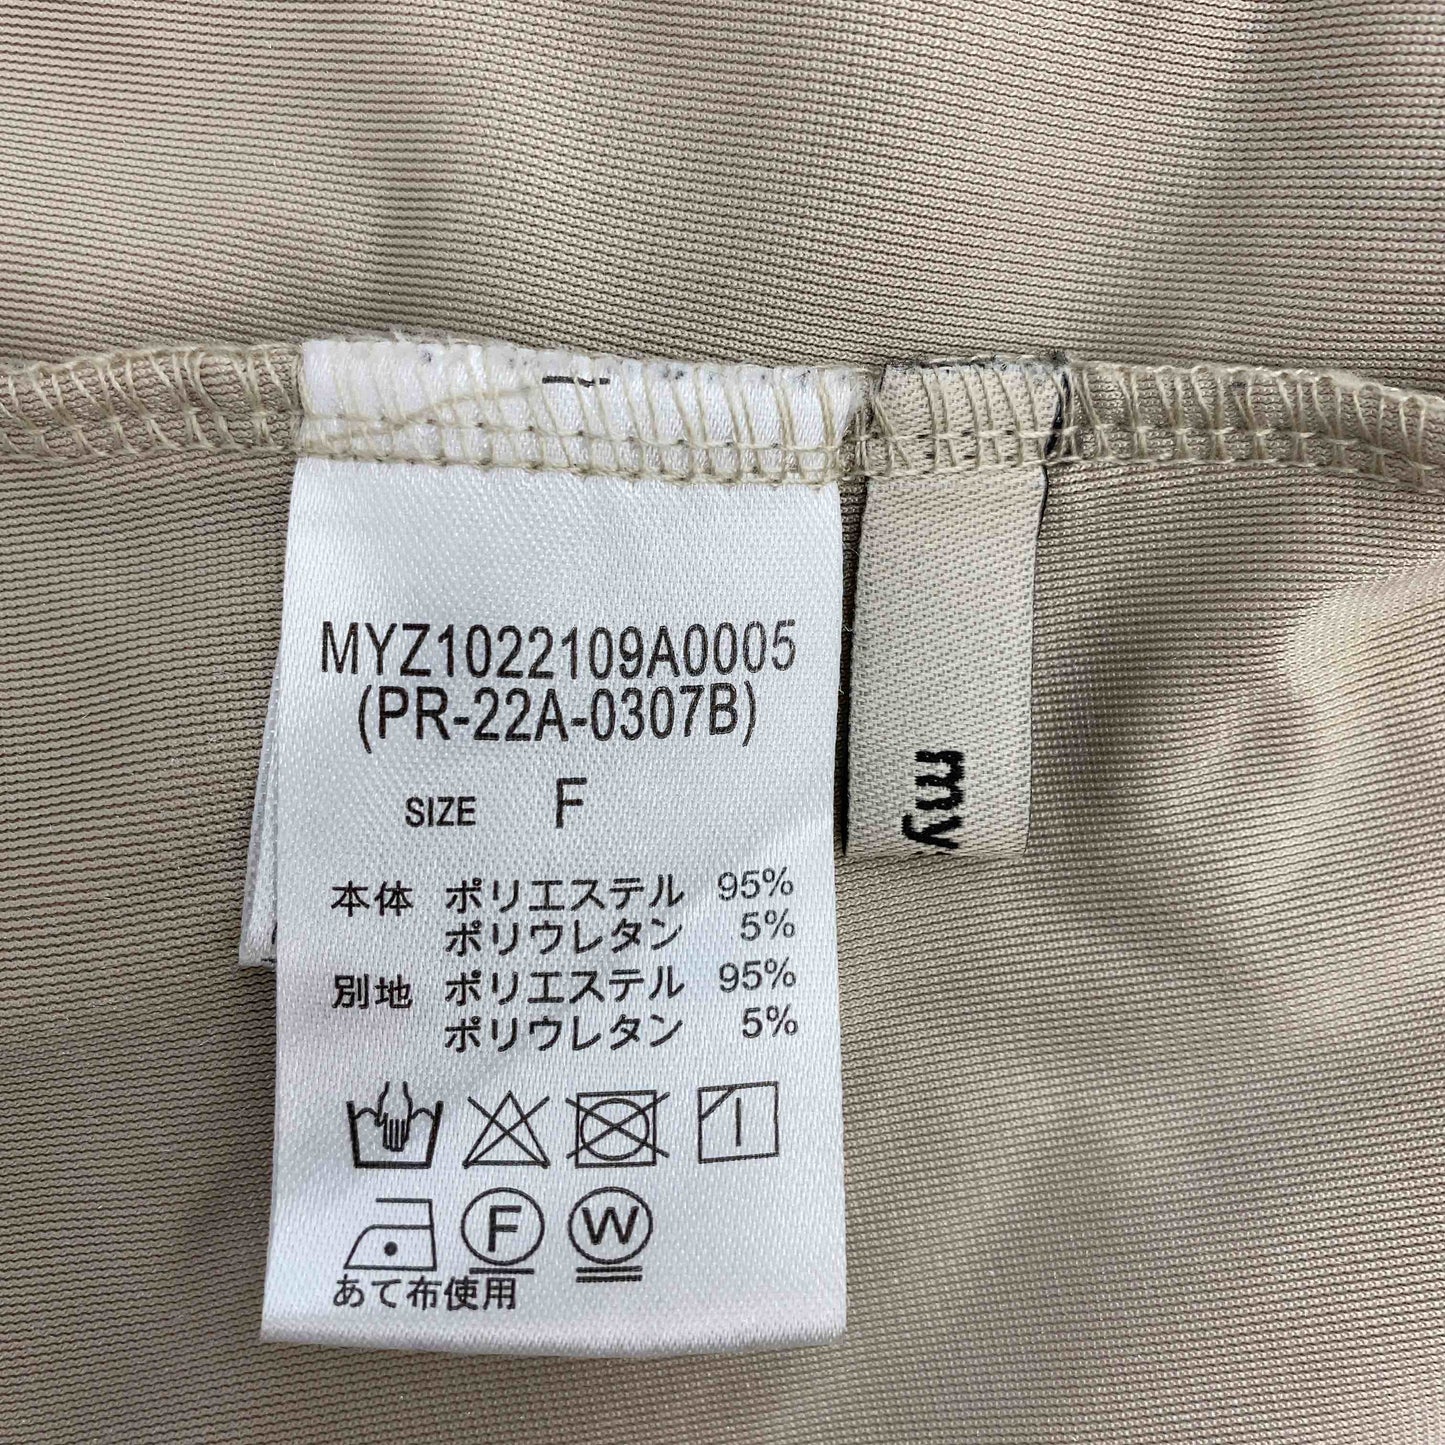 MYZ1022109A0005
(PR-22A-0307B)
SIZE F
本体 ポリエステル 95%
ポリウレタン 5%
別地 ポリエステル 95%
ポリウレタン 5%
F W
あて布使用
my